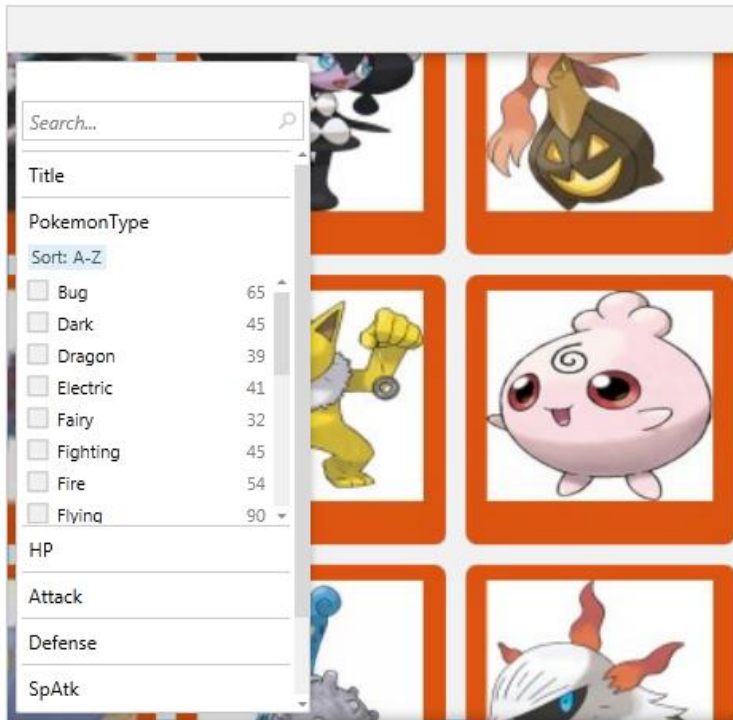 Search...
Title
PokemonType
Sort: A-Z
Bug 65
Dark 45
Dragon 39
Electric 41
Fairy 32
Fighting 45
Fire 54
Flying 90
HP
Attack
Defense
SpAtk